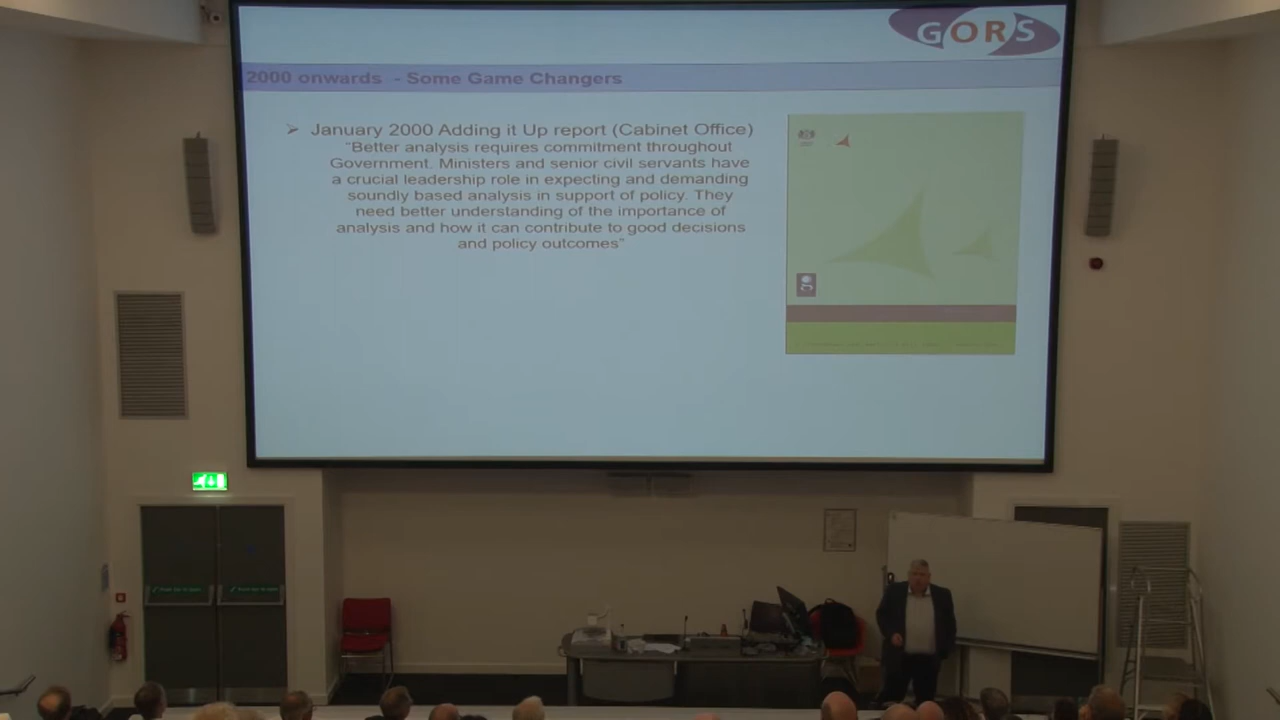 GORS
2000 onwards - Some Game Changers
➢ January 2000 Adding it Up report (Cabinet Office)
"Better analysis requires commitment throughout
Government. Ministers and senior civil servants have
a crucial leadership role in expecting and demanding
soundly based analysis in support of policy. They
need better understanding of the importance of
analysis and how it can contribute to good decisions
and policy outcomes"